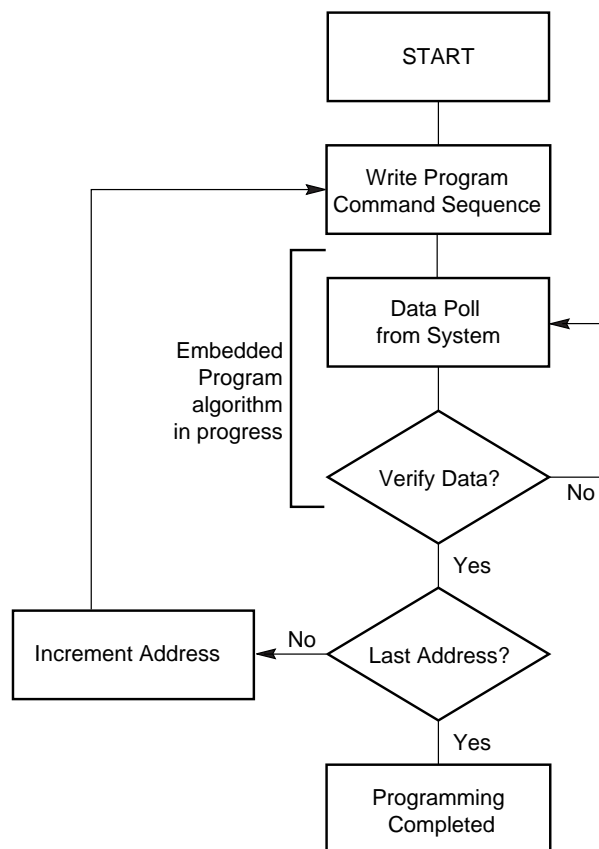 START
Write Program
Command Sequence
Data Poll
from System
Embedded
Program
algorithm
in progress
Verify Data?
No
Yes
No
Increment Address
Last Address?
Yes
Programming
Completed